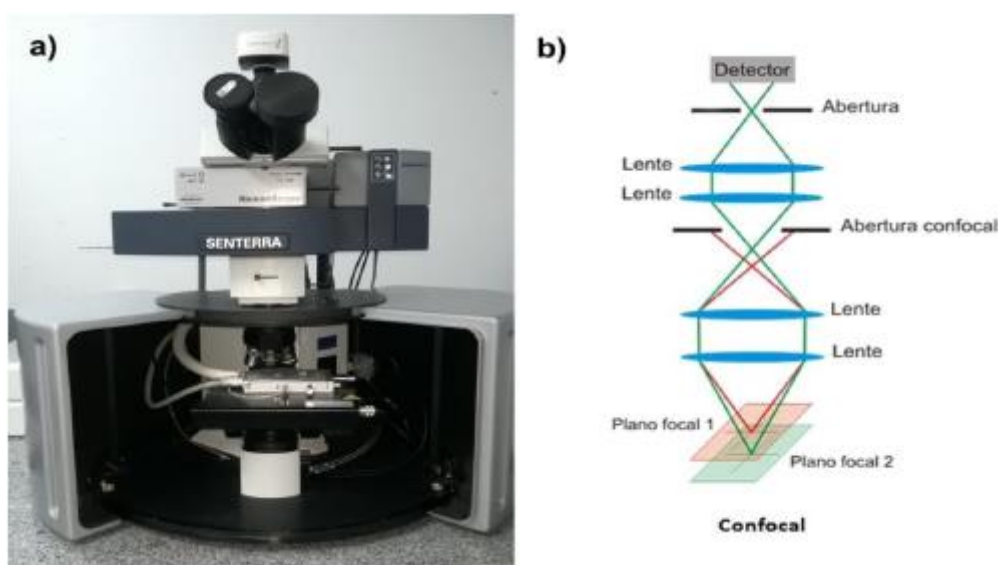 a)
SENTERRA
b)
Detector
Abertura
Lente
Lente
Abertura confocal
Lente
Lente
Plano focal 1
Plano focal 2
Confocal